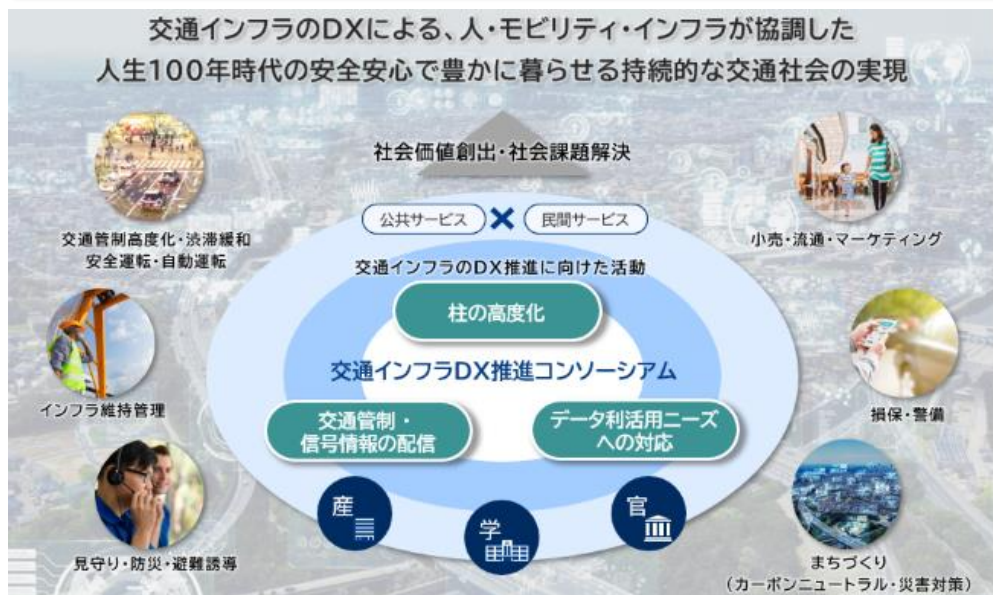 交通インフラのDXによる、人・モビリティ・インフラが協調した
人生100年時代の安全安心で豊かに暮らせる持続的な交通社会の実現
社会価値創出・社会課題解決
公共サービス × 民間サービス
交通インフラのDX推進に向けた活動
柱の高度化
交通インフラDX推進コンソーシアム
交通管制・
信号情報の配信
データ利活用ニーズ
への対応
産
学
官
交通管制高度化・渋滞緩和
安全運転・自動運転
インフラ維持管理
見守り・防災・避難誘導
小売・流通・マーケティング
損保・警備
まちづくり
（カーボンニュートラル・災害対策）